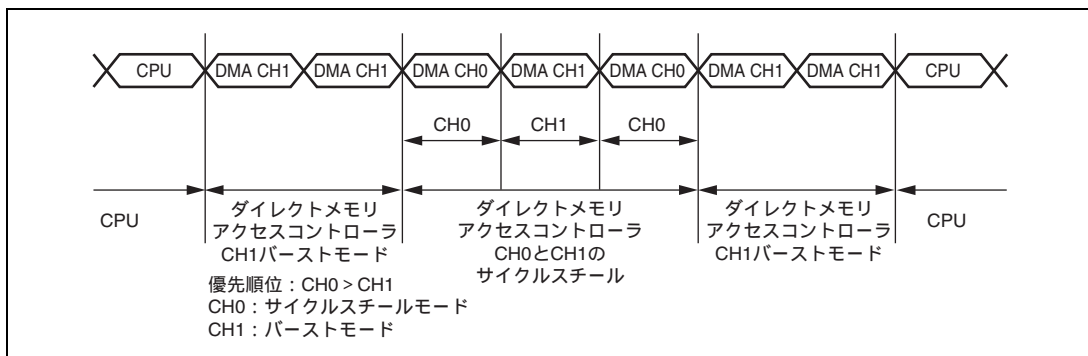 CPU DMA CH1 DMA CH1 DMA CH0 DMA CH1 DMA CH0 DMA CH1 DMA CH1 CPU
CH0 CH1 CH0
CPU
ダイレクトメモリ
アクセスコントローラ
CH1バーストモード
ダイレクトメモリ
アクセスコントローラ
CH0とCH1の
サイクルスチール
ダイレクトメモリ
アクセスコントローラ
CH1バーストモード
CPU
優先順位：CH0 > CH1
CH0：サイクルスチールモード
CH1：バーストモード